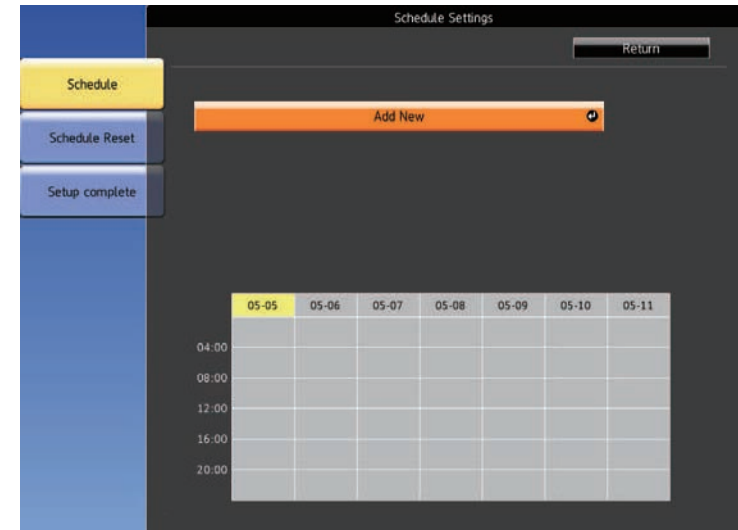 Schedule Settings
Return
Schedule
Schedule Reset
Setup complete
Add New
05-05 05-06 05-07 05-08 05-09 05-10 05-11
04:00
08:00
12:00
16:00
20:00